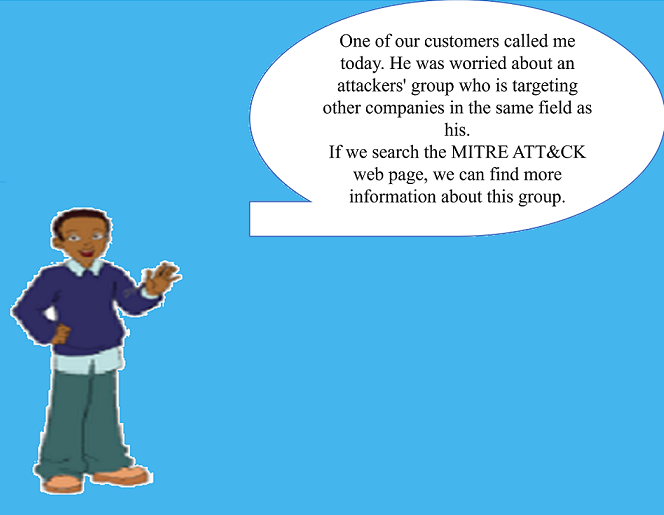 One of our customers called me
today. He was worried about an
attackers' group who is targeting
other companies in the same field as
his.
If we search the MITRE ATT&CK
web page, we can find more
information about this group.